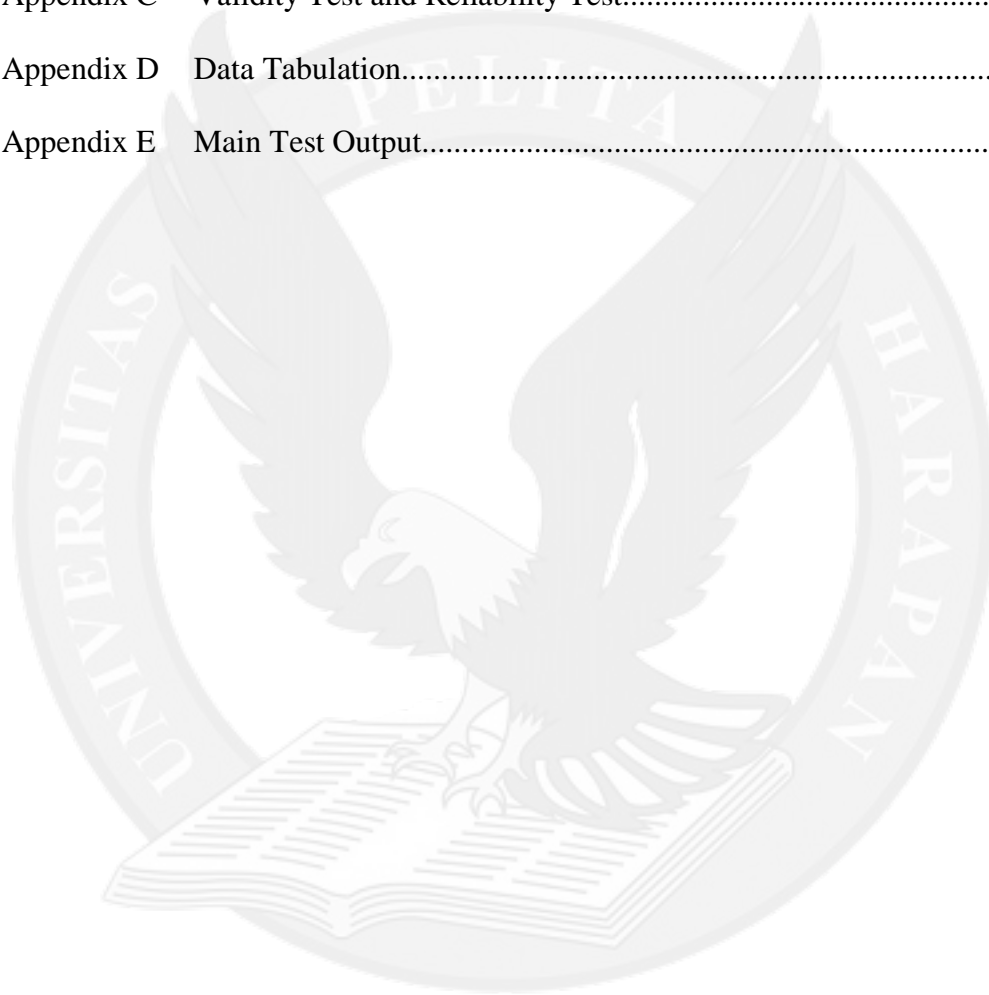 Appendix C Validity Test and Reliability Test....................................................
Appendix D Data Tabulation...........................................................................
Appendix E Main Test Output.........................................................................
UNIVERSITAS PELITA HARAPAN